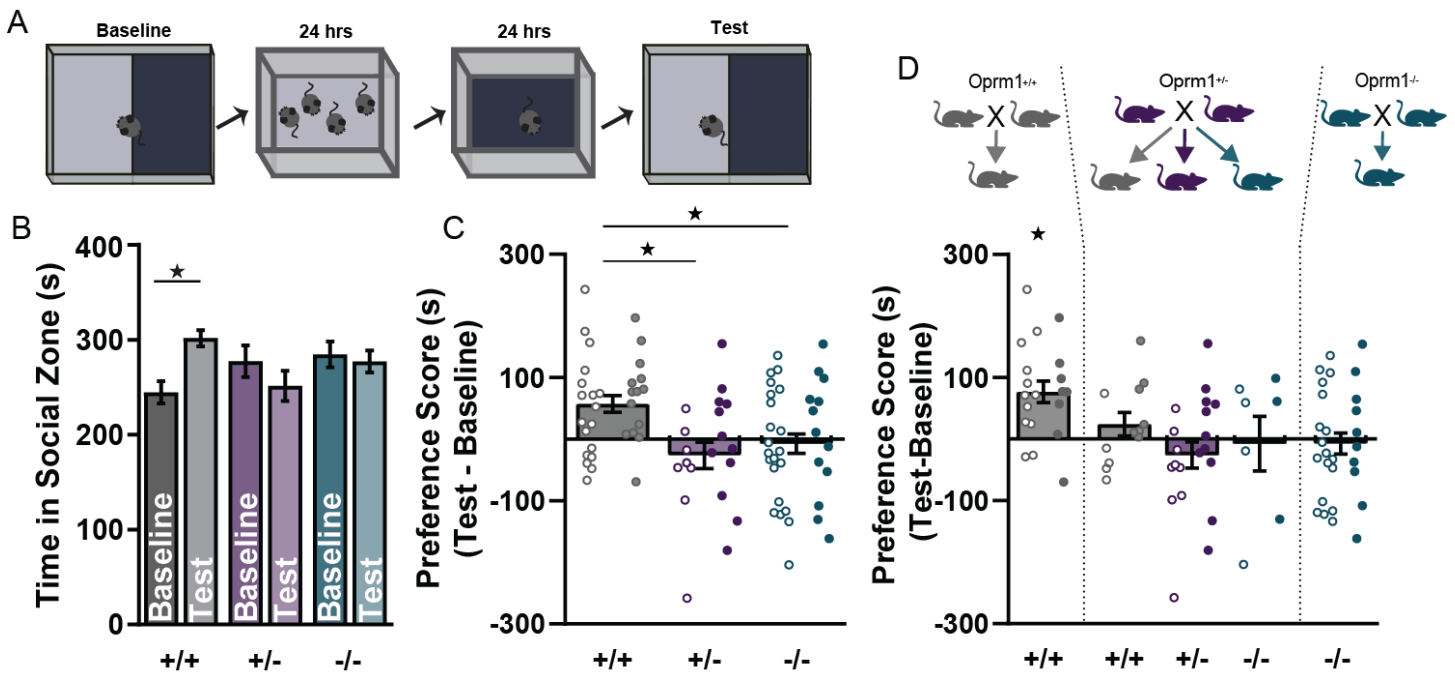 A
Baseline
24 hrs
24 hrs
Test
B
Time in Social Zone (s)
400
300
200
100
0
★
Baseline
Test
Baseline
Test
Baseline
Test
+/+
+/-
-/-
C
Preference Score (s)
(Test - Baseline)
300
100
-100
-300
★
★
+/+
+/-
-/-
D
Oprm1+/+
Oprm1+/-
Oprm1-/-
X
X
X
Preference Score (s)
(Test-Baseline)
300
100
-100
-300
★
+/+
+/+
+/-
-/-
-/-